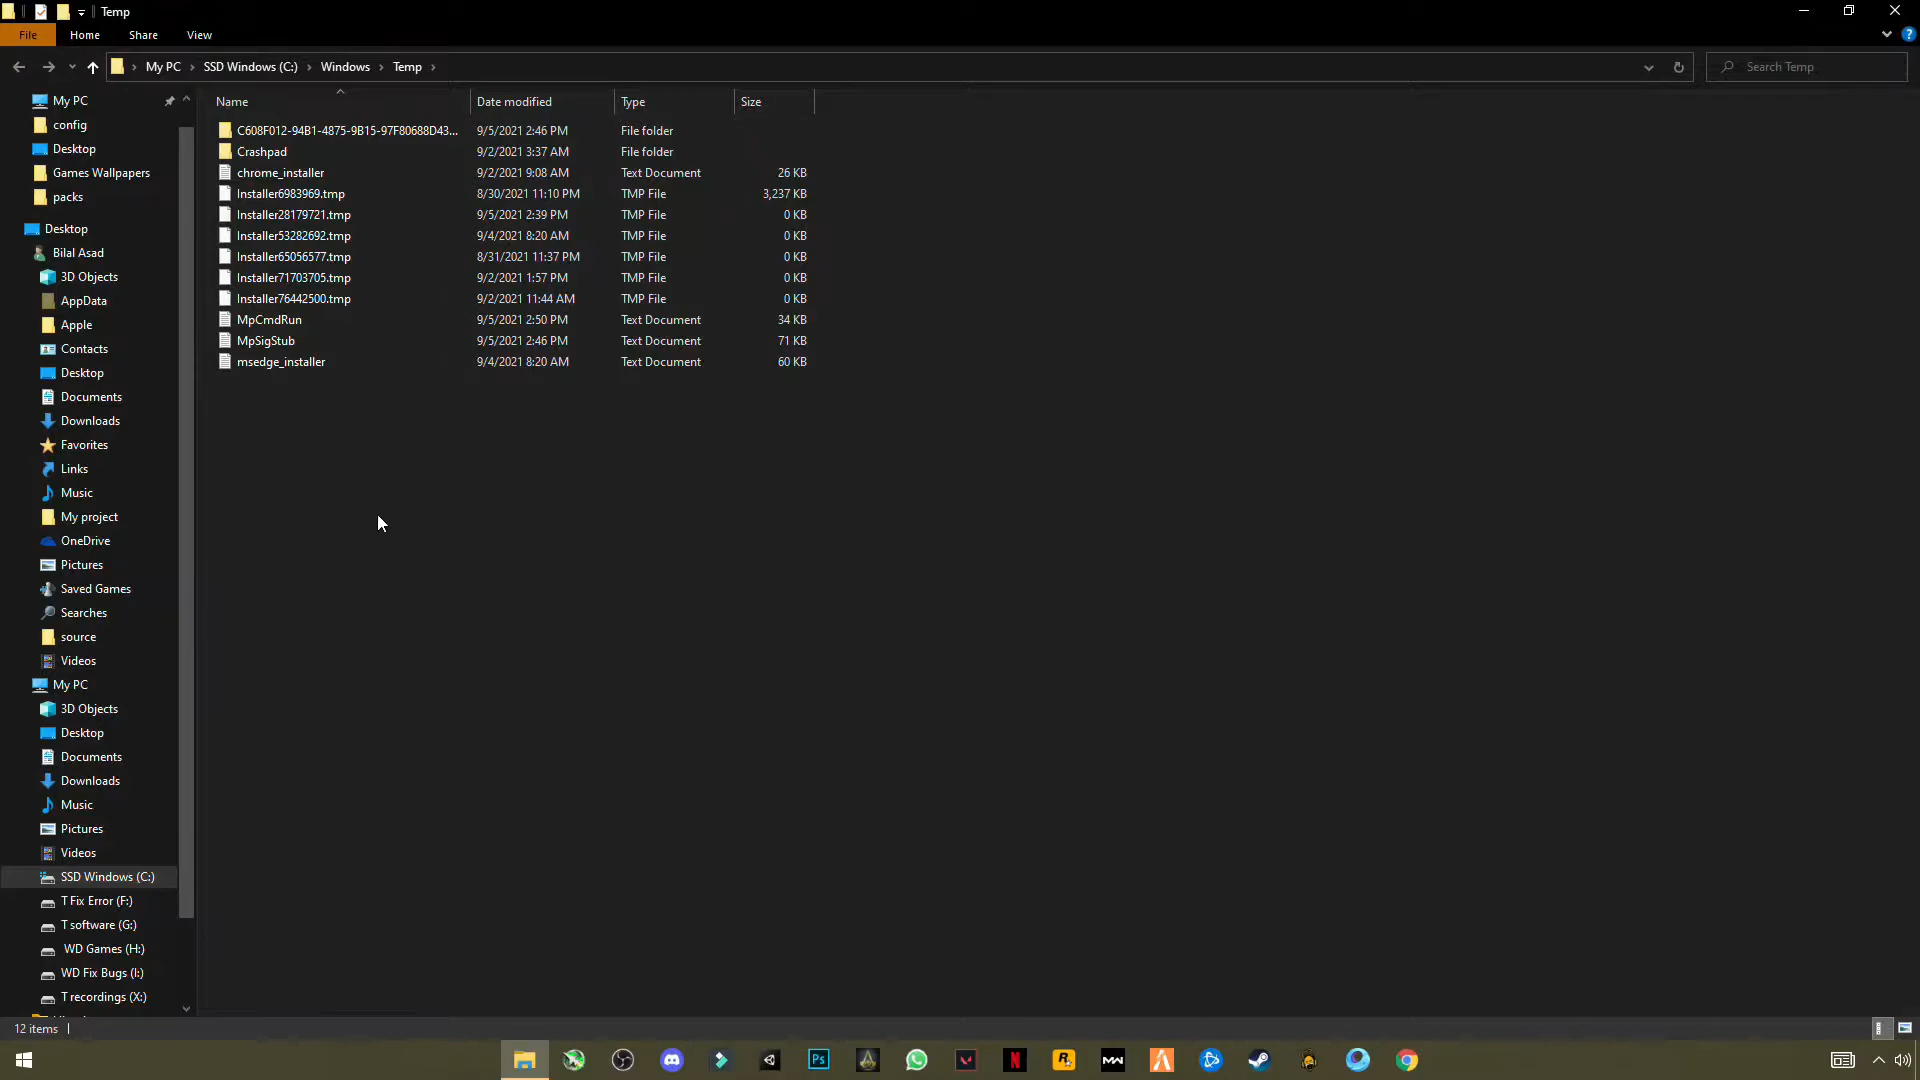 Temp
File Home Share View
My PC SSD Windows (C:) Windows Temp
Search Temp
Name Date modified Type Size
C608F012-94B1-4875-9B15-97F80688D43... 9/5/2021 2:46 PM File folder
Crashpad 9/2/2021 3:37 AM File folder
chrome_installer 9/2/2021 9:08 AM Text Document 26 KB
Installer6983969.tmp 8/30/2021 11:10 PM TMP File 3,237 KB
Installer28179721.tmp 9/5/2021 2:39 PM TMP File 0 KB
Installer53282692.tmp 9/4/2021 8:20 AM TMP File 0 KB
Installer65056577.tmp 8/31/2021 11:37 PM TMP File 0 KB
Installer71703705.tmp 9/2/2021 1:57 PM TMP File 0 KB
Installer76442500.tmp 9/2/2021 11:44 AM TMP File 0 KB
MpCmdRun 9/5/2021 2:50 PM Text Document 34 KB
MpSigStub 9/5/2021 2:46 PM Text Document 71 KB
msedge_installer 9/4/2021 8:20 AM Text Document 60 KB
My PC
config
Desktop
Games Wallpapers
packs
Desktop
Bilal Asad
3D Objects
AppData
Apple
Contacts
Desktop
Documents
Downloads
Favorites
Links
Music
My project
OneDrive
Pictures
Saved Games
Searches
source
Videos
My PC
3D Objects
Desktop
Documents
Downloads
Music
Pictures
Videos
SSD Windows (C:)
T Fix Error (F:)
T software (G:)
WD Games (H:)
WD Fix Bugs (I:)
T recordings (X:)
12 items
Ps